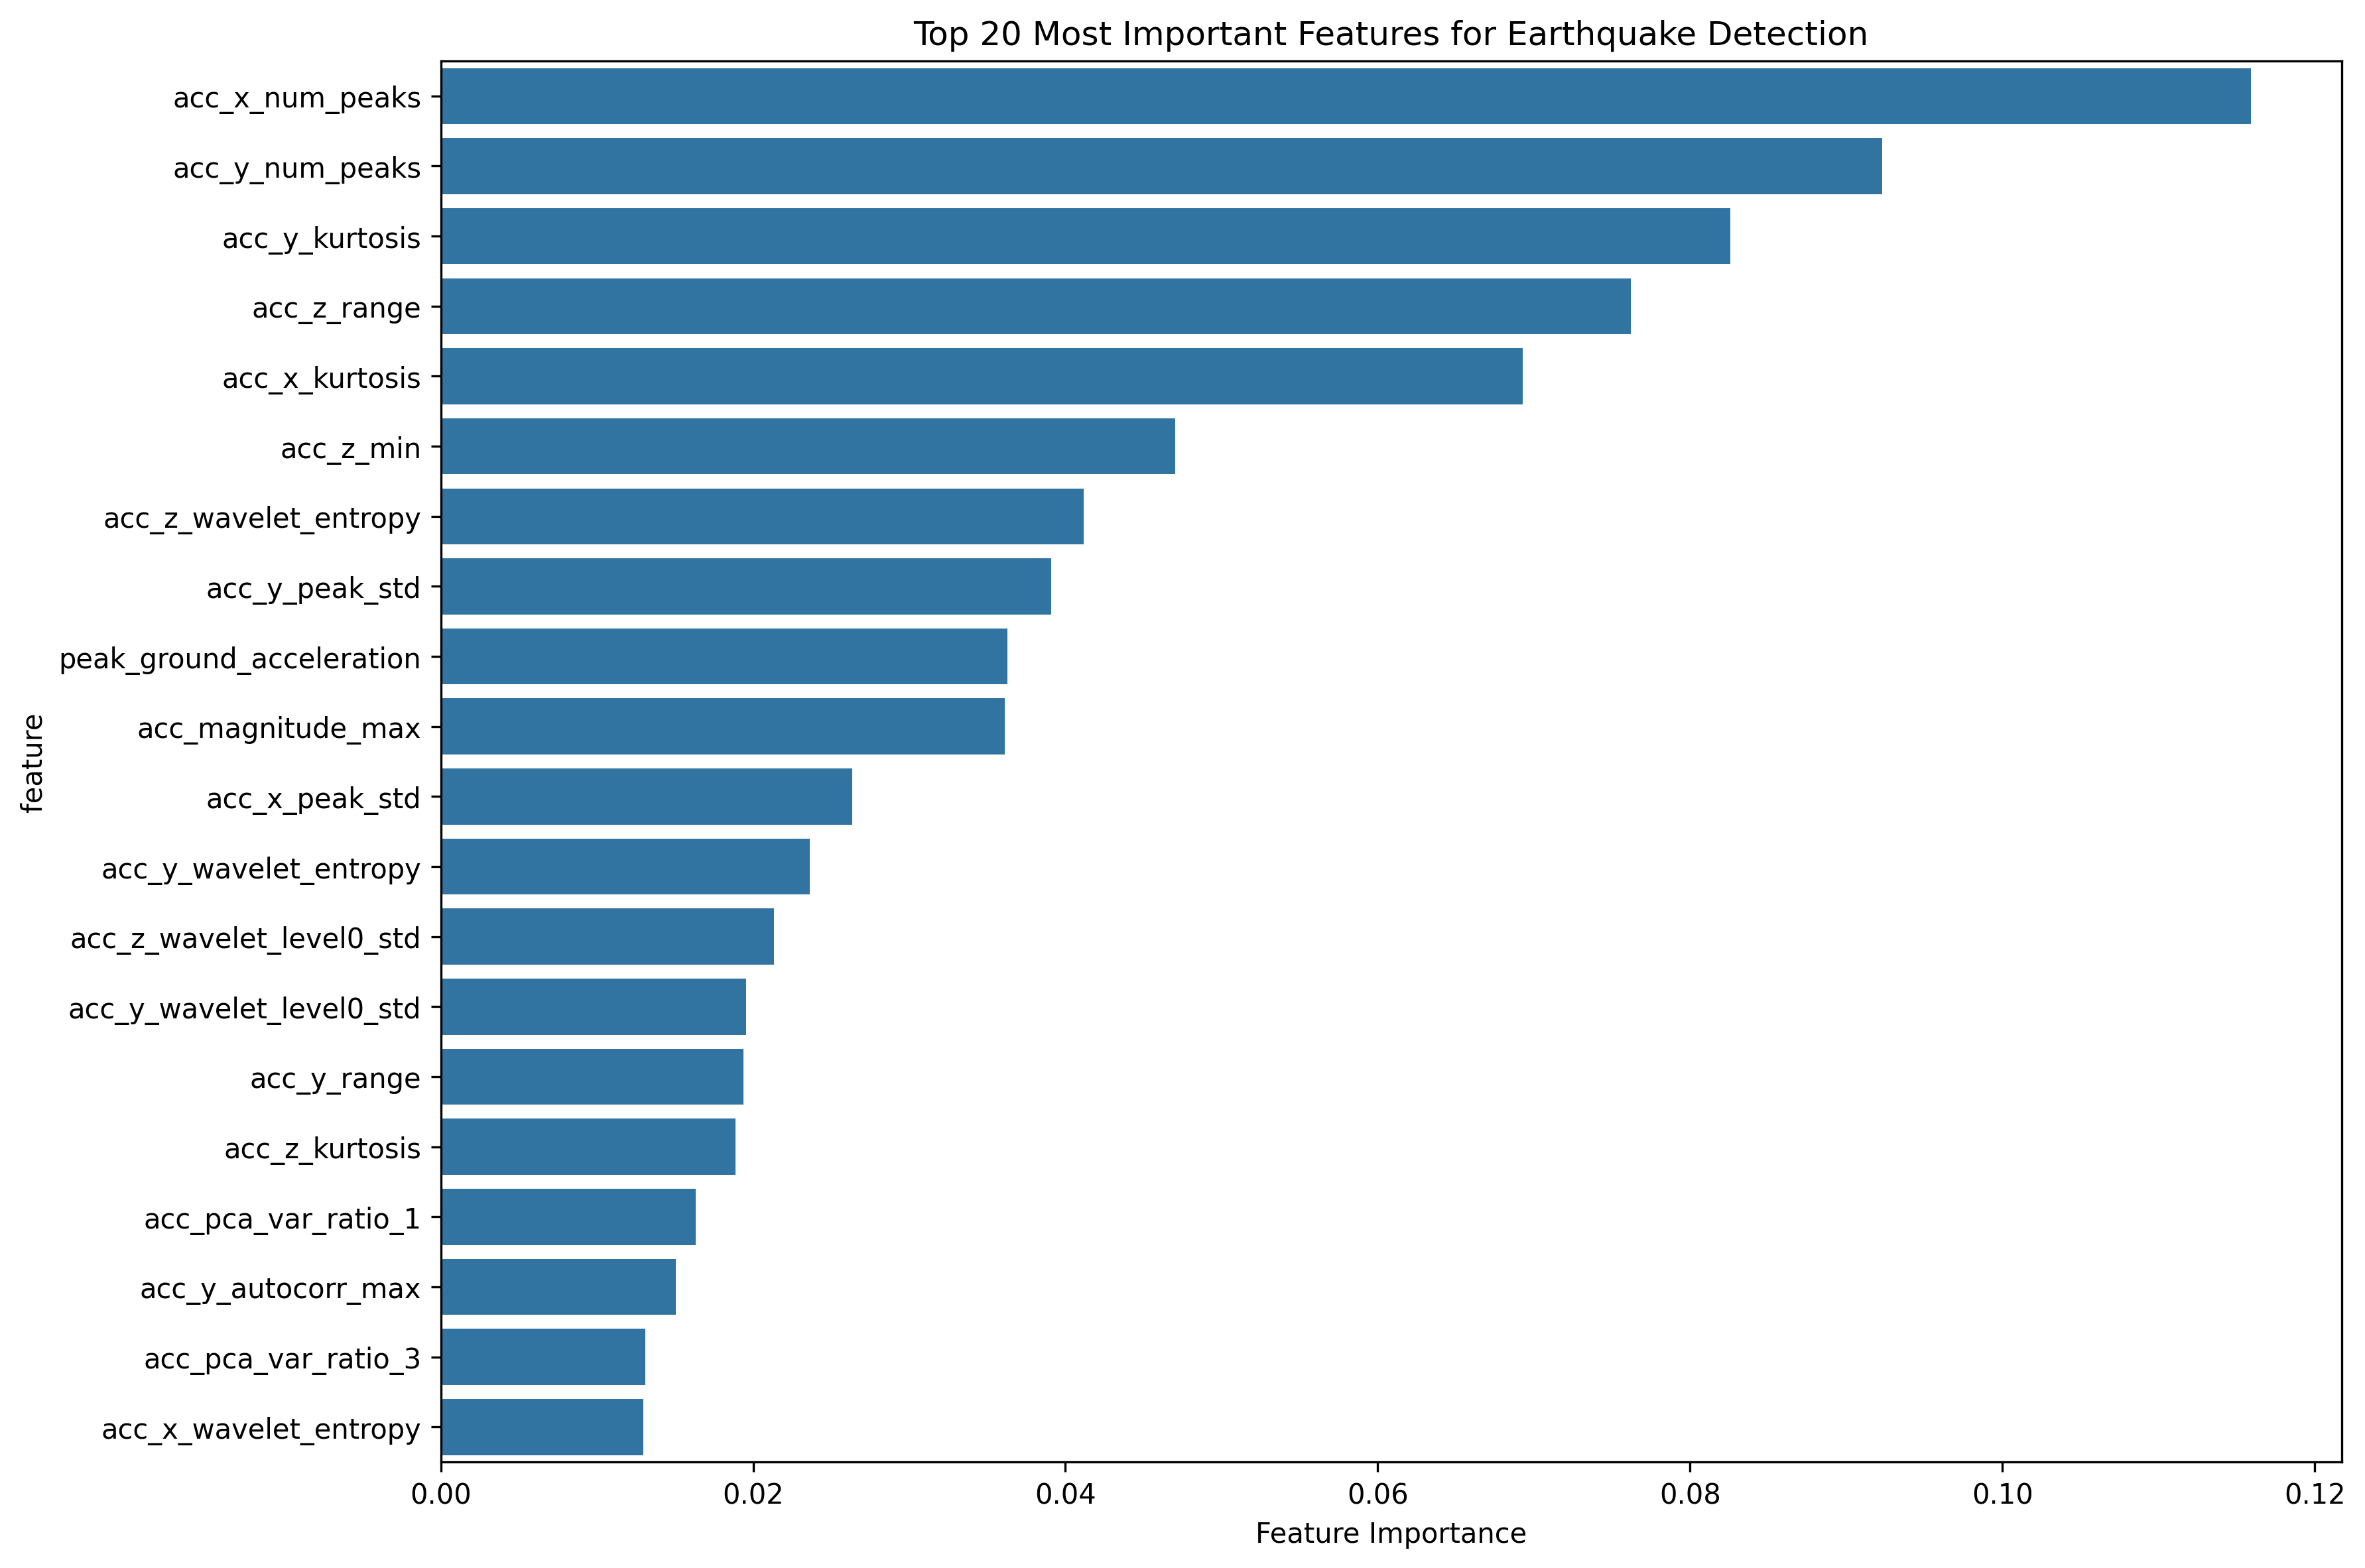 Top 20 Most Important Features for Earthquake Detection
acc_x_num_peaks
acc_y_num_peaks
acc_y_kurtosis
acc_z_range
acc_x_kurtosis
acc_z_min
acc_z_wavelet_entropy
acc_y_peak_std
peak_ground_acceleration
acc_magnitude_max
acc_x_peak_std
acc_y_wavelet_entropy
acc_z_wavelet_level0_std
acc_y_wavelet_level0_std
acc_y_range
acc_z_kurtosis
acc_pca_var_ratio_1
acc_y_autocorr_max
acc_pca_var_ratio_3
acc_x_wavelet_entropy
feature
0.00 0.02 0.04 0.06 0.08 0.10 0.12
Feature Importance